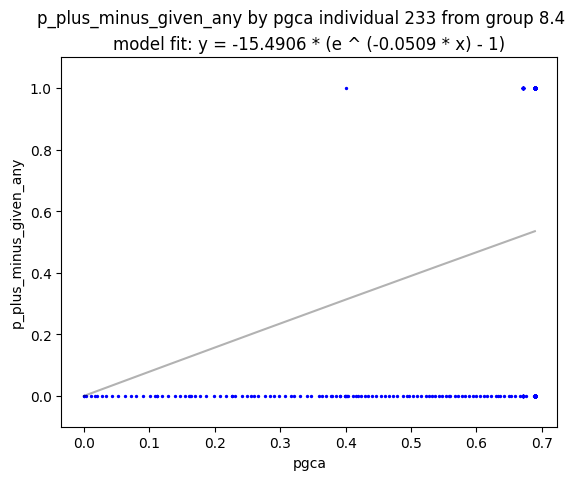 p_plus_minus_given_any by pgca individual 233 from group 8.4
model fit: y = -15.4906 * (e ^ (-0.0509 * x) - 1)
1.0
0.8
0.6
0.4
0.2
0.0
p_plus_minus_given_any
0.0 0.1 0.2 0.3 0.4 0.5 0.6 0.7
pgca